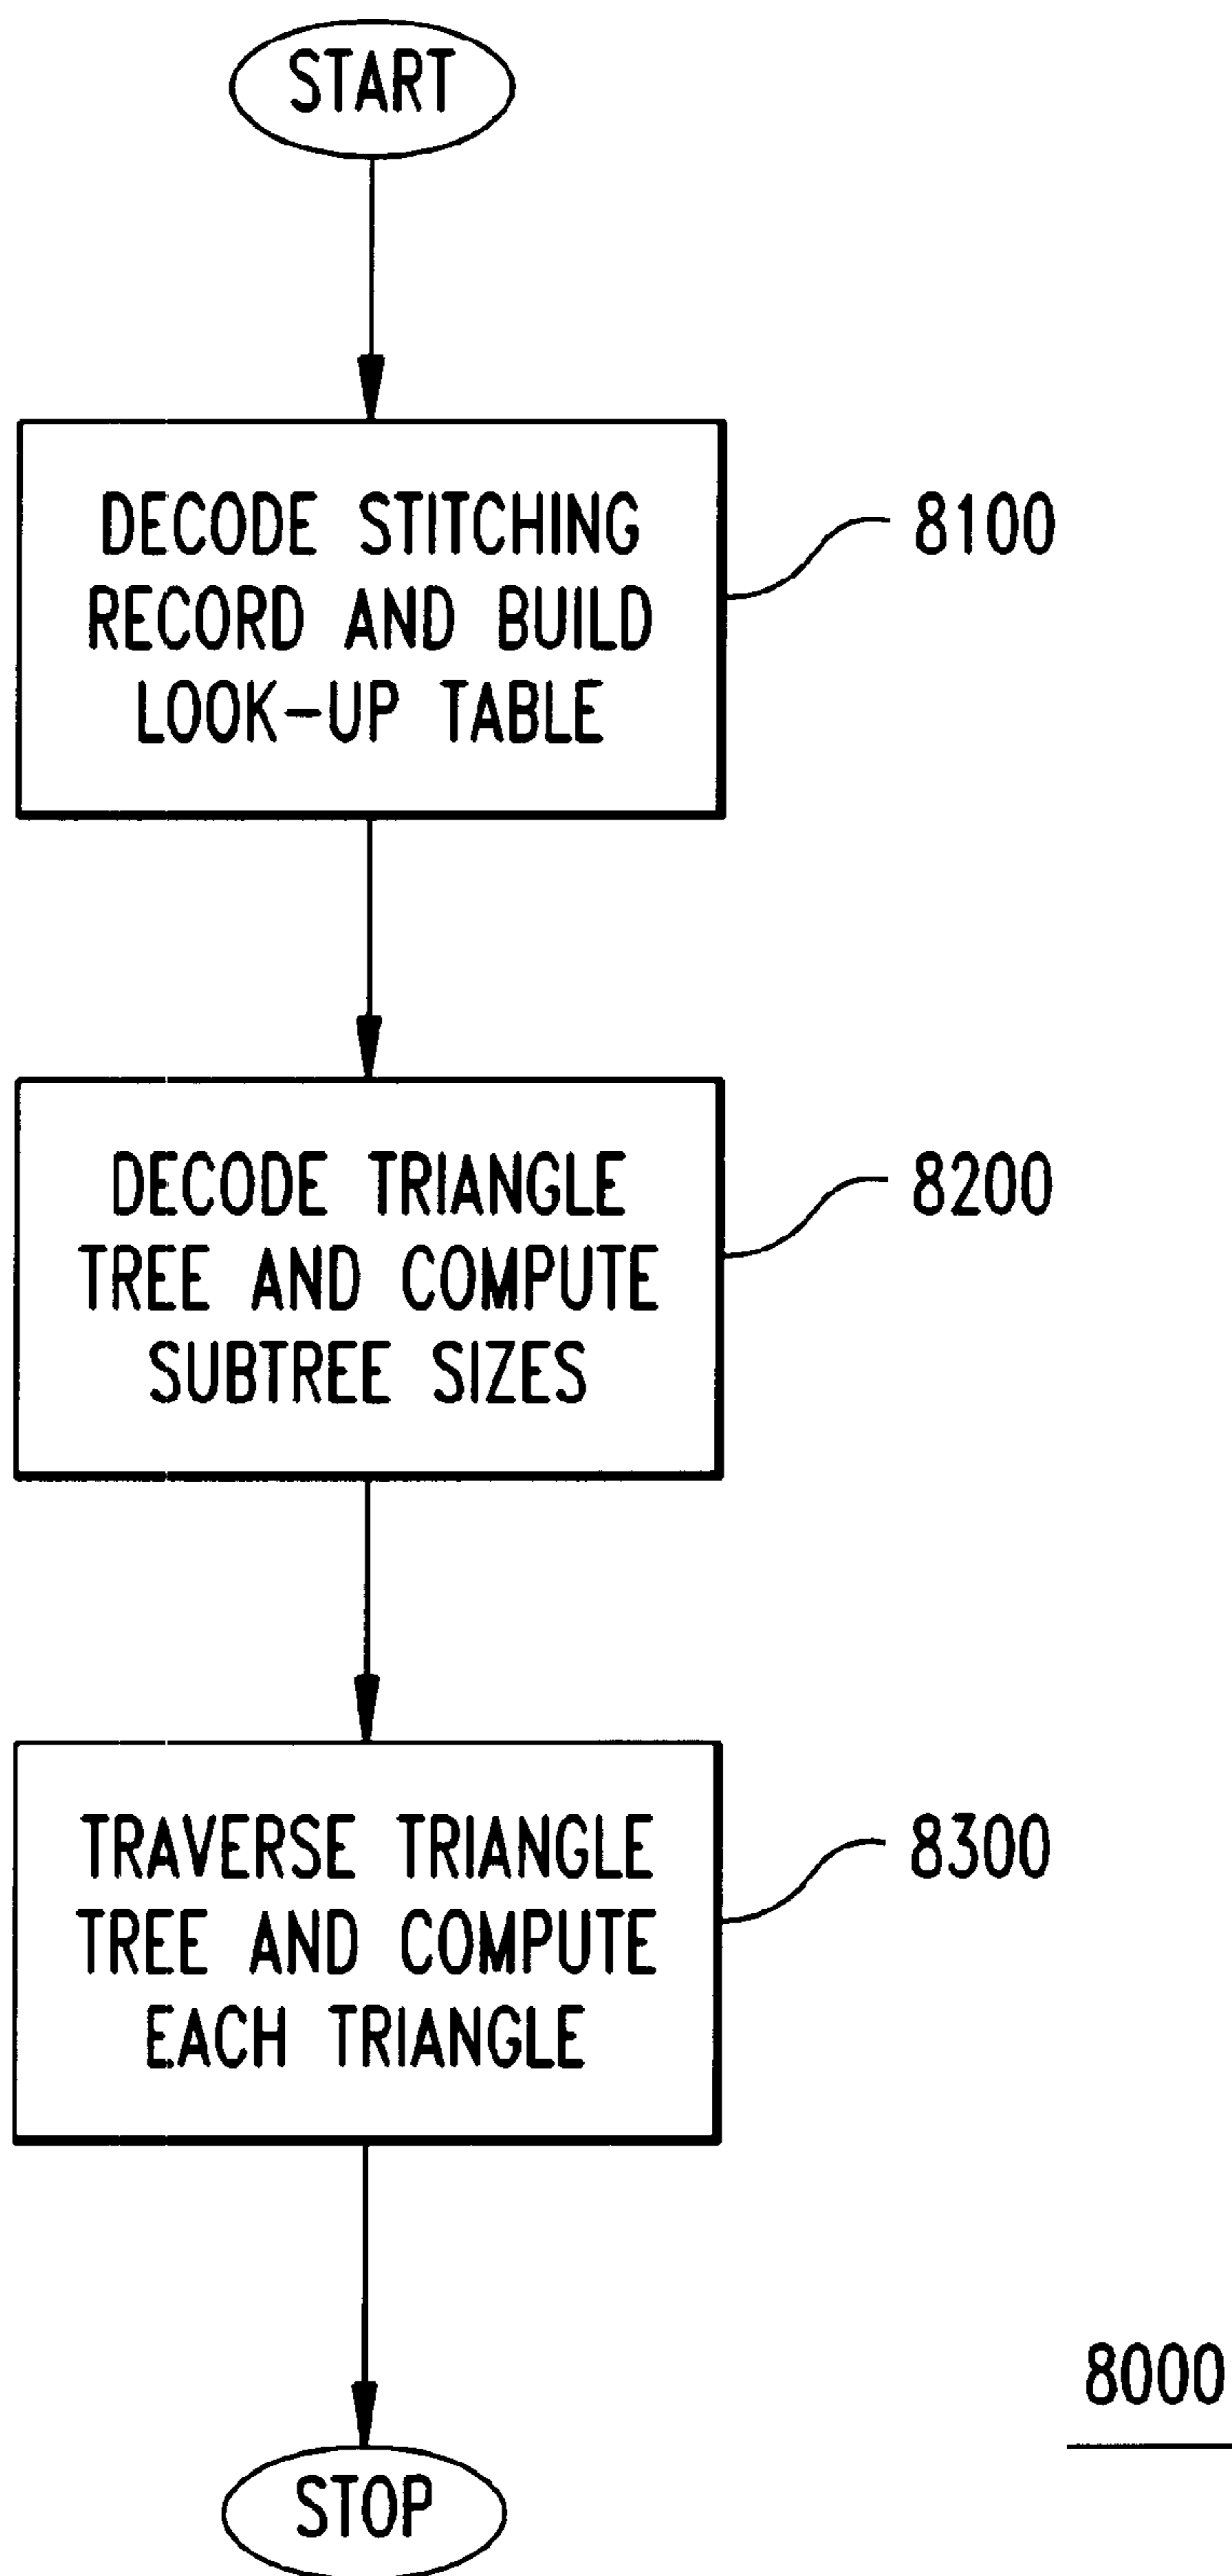 START
DECODE STITCHING
RECORD AND BUILD
LOOK-UP TABLE
8100
DECODE TRIANGLE
TREE AND COMPUTE
SUBTREE SIZES
8200
TRAVERSE TRIANGLE
TREE AND COMPUTE
EACH TRIANGLE
8300
8000
STOP